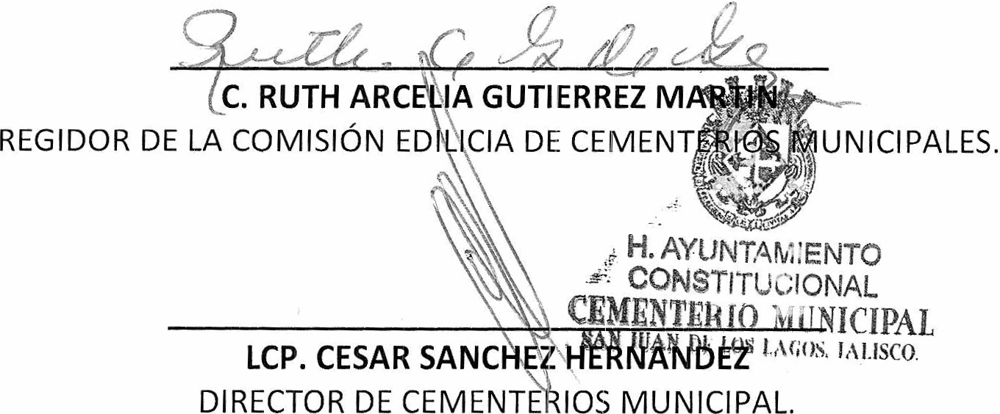 C. RUTH ARCELIA GUTIERREZ MARTIN
REGIDOR DE LA COMISIÓN EDILICIA DE CEMENTERIOS MUNICIPALES.
H. AYUNTAMIENTO
CONSTITUCIONAL
CEMENTERIO MUNICIPAL
SAN JUAN DE LOS LAGOS, JALISCO.
LCP. CESAR SANCHEZ HERNANDEZ
DIRECTOR DE CEMENTERIOS MUNICIPAL.